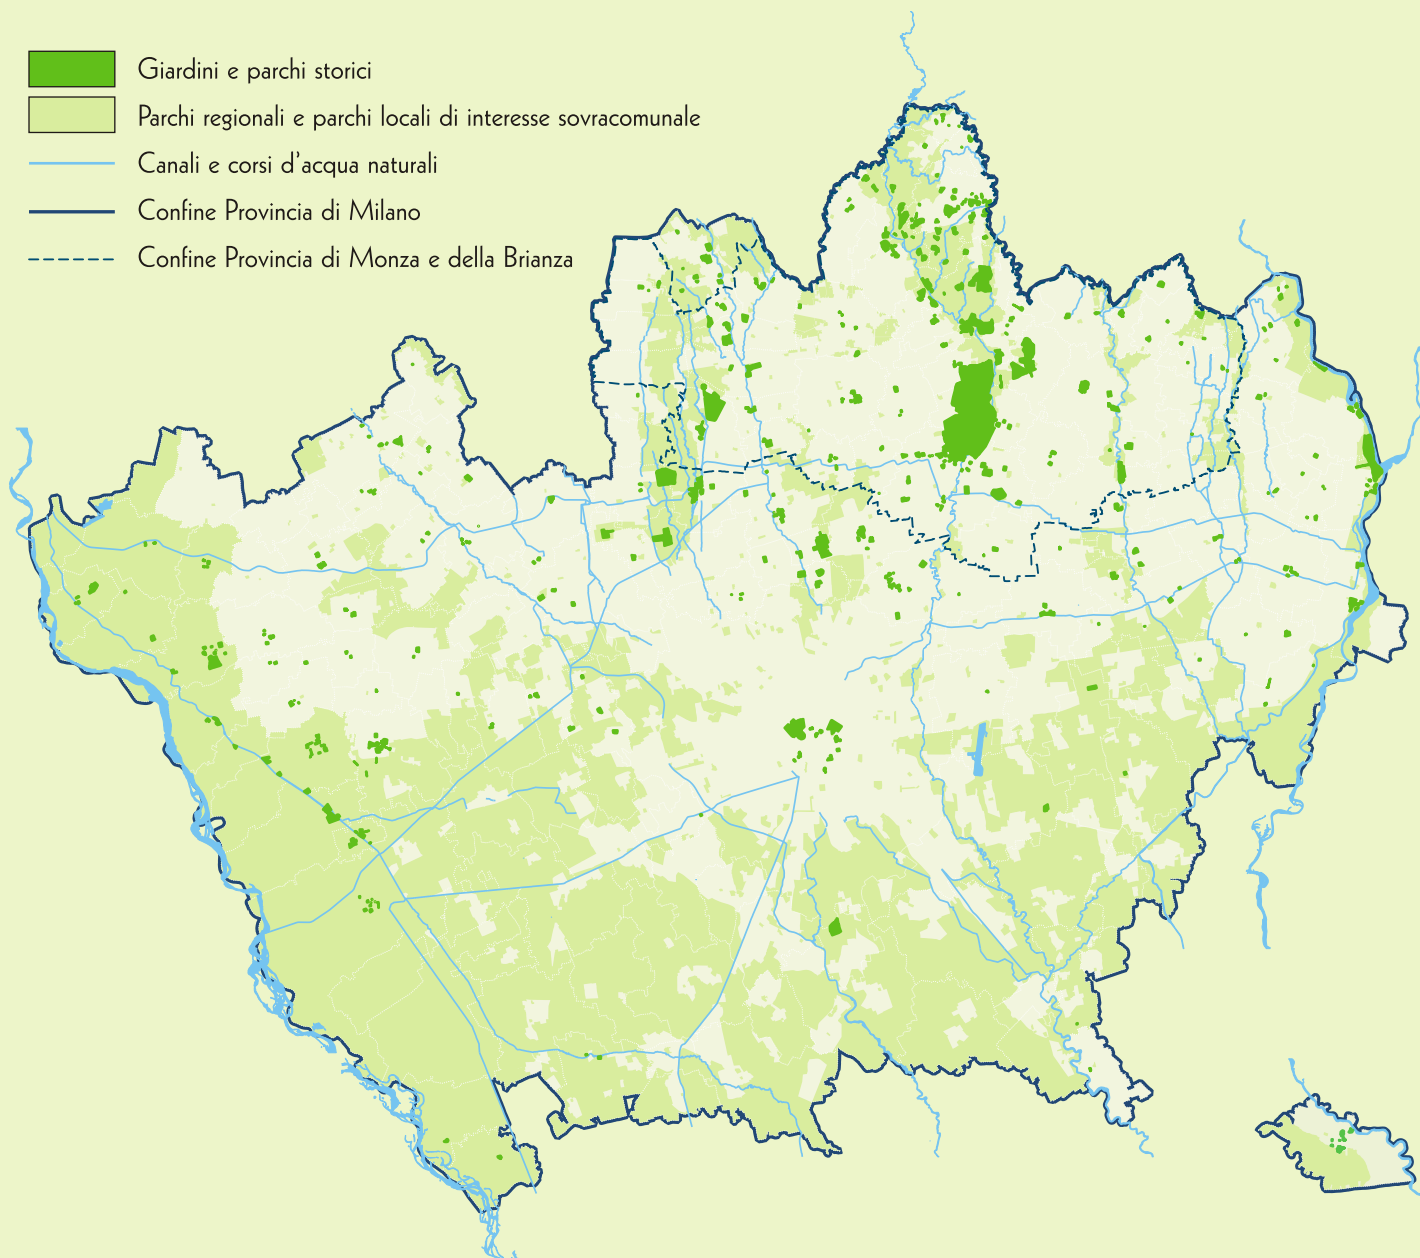 Giardini e parchi storici
Parchi regionali e parchi locali di interesse sovracomunale
Canali e corsi d'acqua naturali
Confine Provincia di Milano
Confine Provincia di Monza e della Brianza